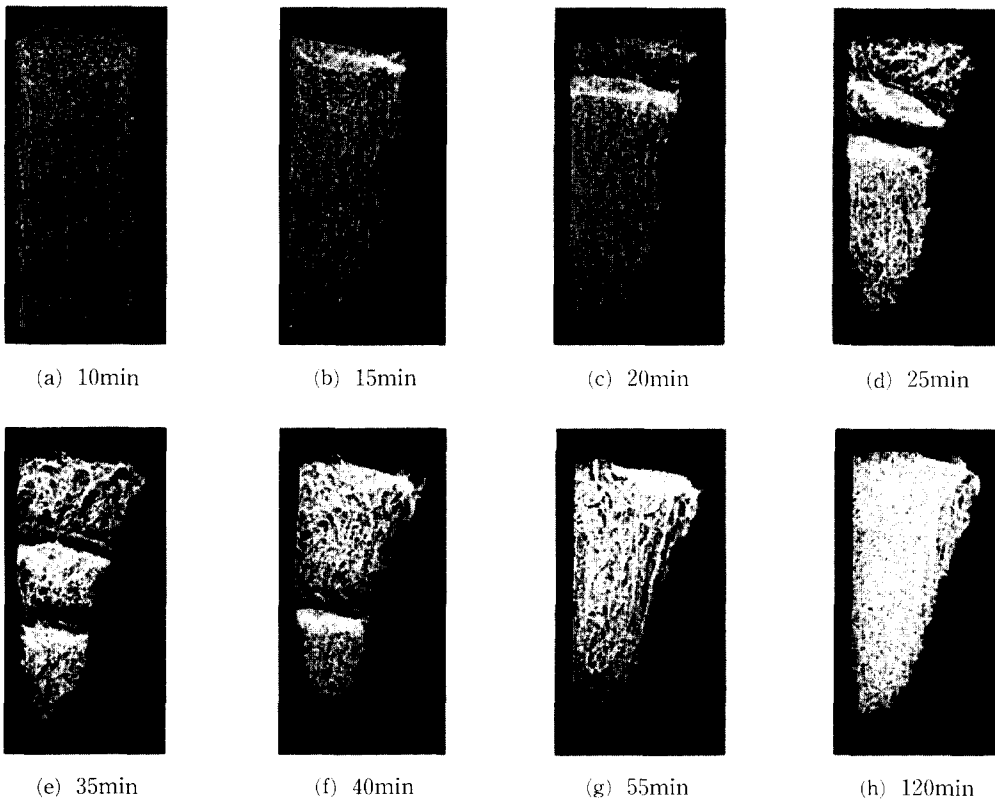 (a) 10min
(b) 15min
(c) 20min
(d) 25min
(e) 35min
(f) 40min
(g) 55min
(h) 120min